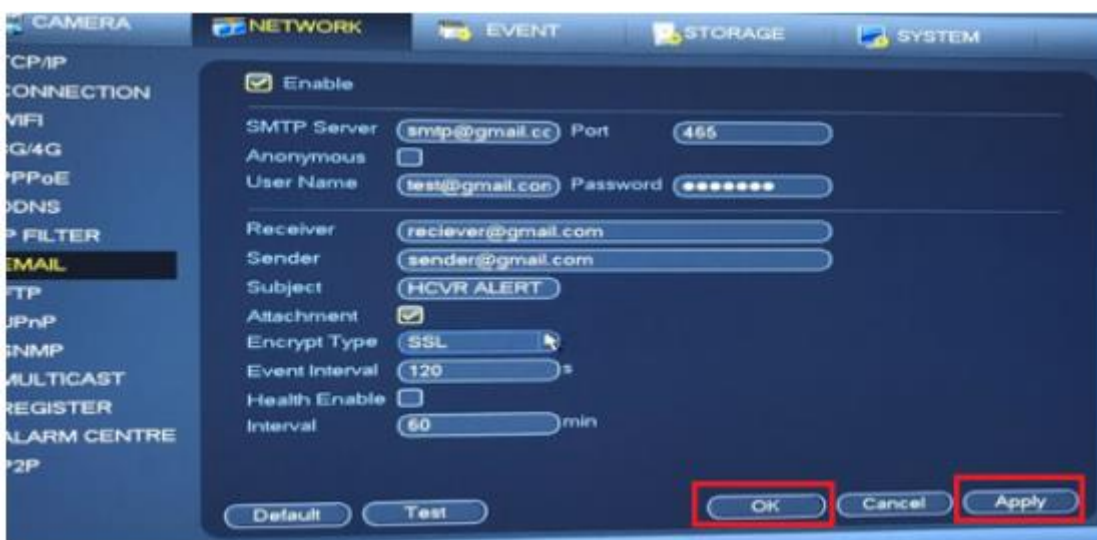 CAMERA NETWORK EVENT STORAGE SYSTEM
TCP/IP
CONNECTION
WIFI
3G/4G
PPPoE
DDNS
P FILTER
EMAIL
FTP
UPnP
SNMP
MULTICAST
REGISTER
ALARM CENTRE
P2P
Enable
SMTP Server smtp@gmail.cc Port 465
Anonymous
User Name test@gmail.con Password
Receiver reciever@gmail.com
Sender sender@gmail.com
Subject HCVR ALERT
Attachment
Encrypt Type SSL
Event Interval 120 s
Health Enable
Interval 60 min
Default Test OK Cancel Apply